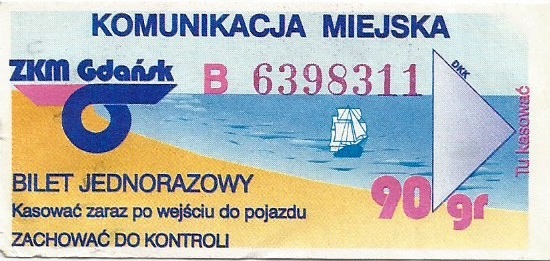 KOMUNIKACJA MIEJSKA
ZKM Gdańsk
B 6398311
DKK
Tu kasować
BILET JEDNORAZOWY
Kasować zaraz po wejściu do pojazdu
90 gr
ZACHOWAĆ DO KONTROLI